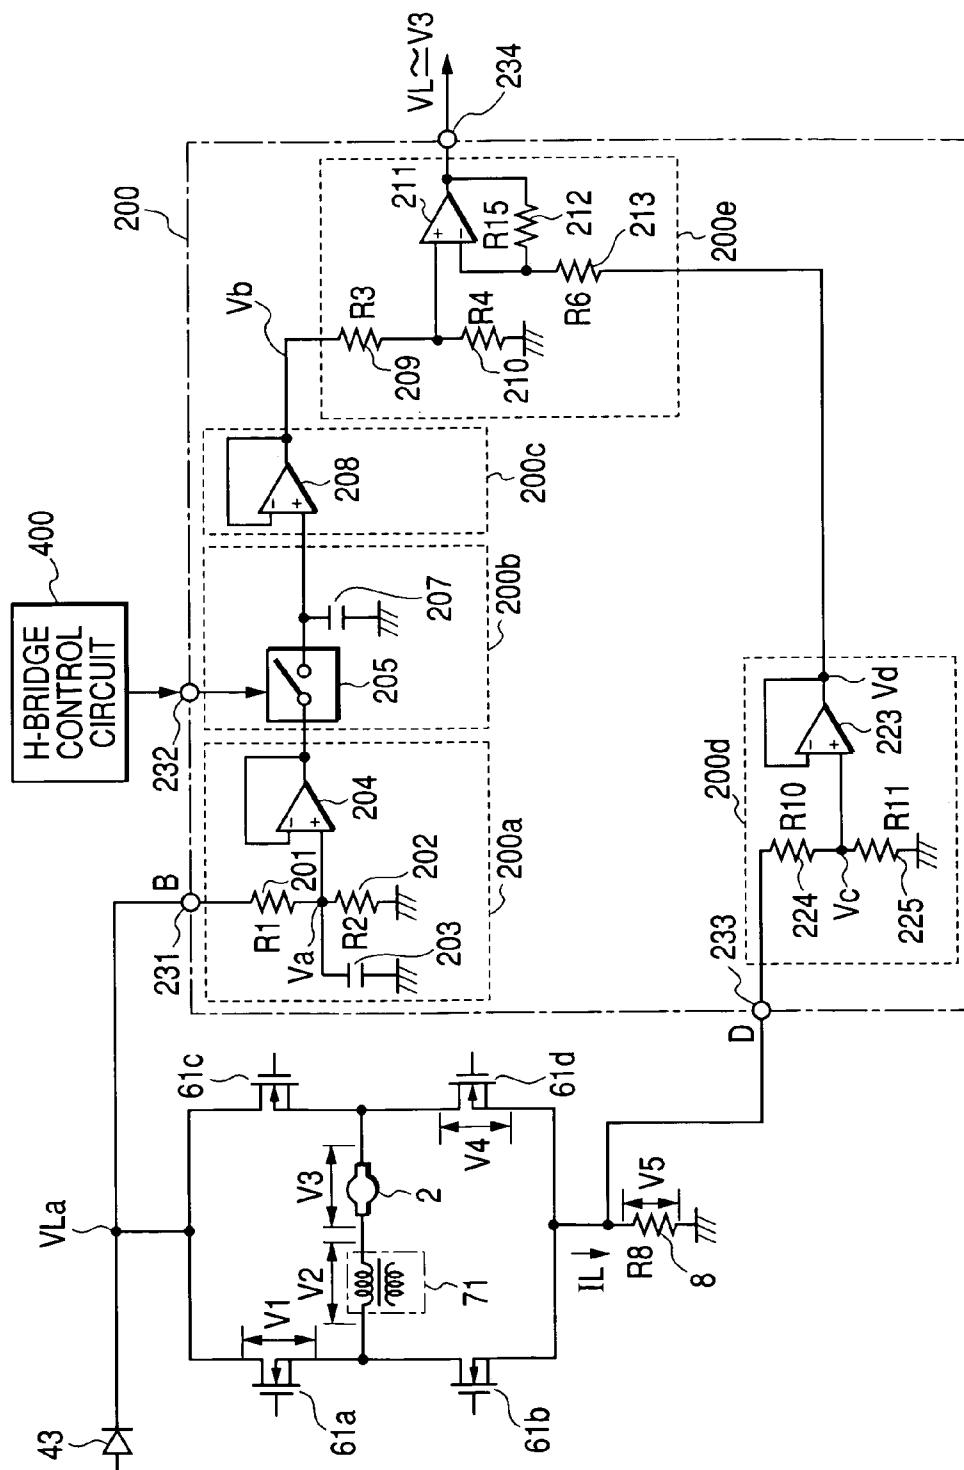 43
VLa
61a
61c
V1
V2
V3
71
2
61b
61d
V4
IL
R8
V5
8
H-BRIDGE
CONTROL
CIRCUIT
400
200
231
B
232
R1
201
Va
R2
202
203
204
200a
205
207
200b
208
200c
Vb
R3
209
R4
210
211
R15
212
R6
213
200e
VL≃V3
234
D
233
200d
R10
224
Vc
R11
225
223
Vd